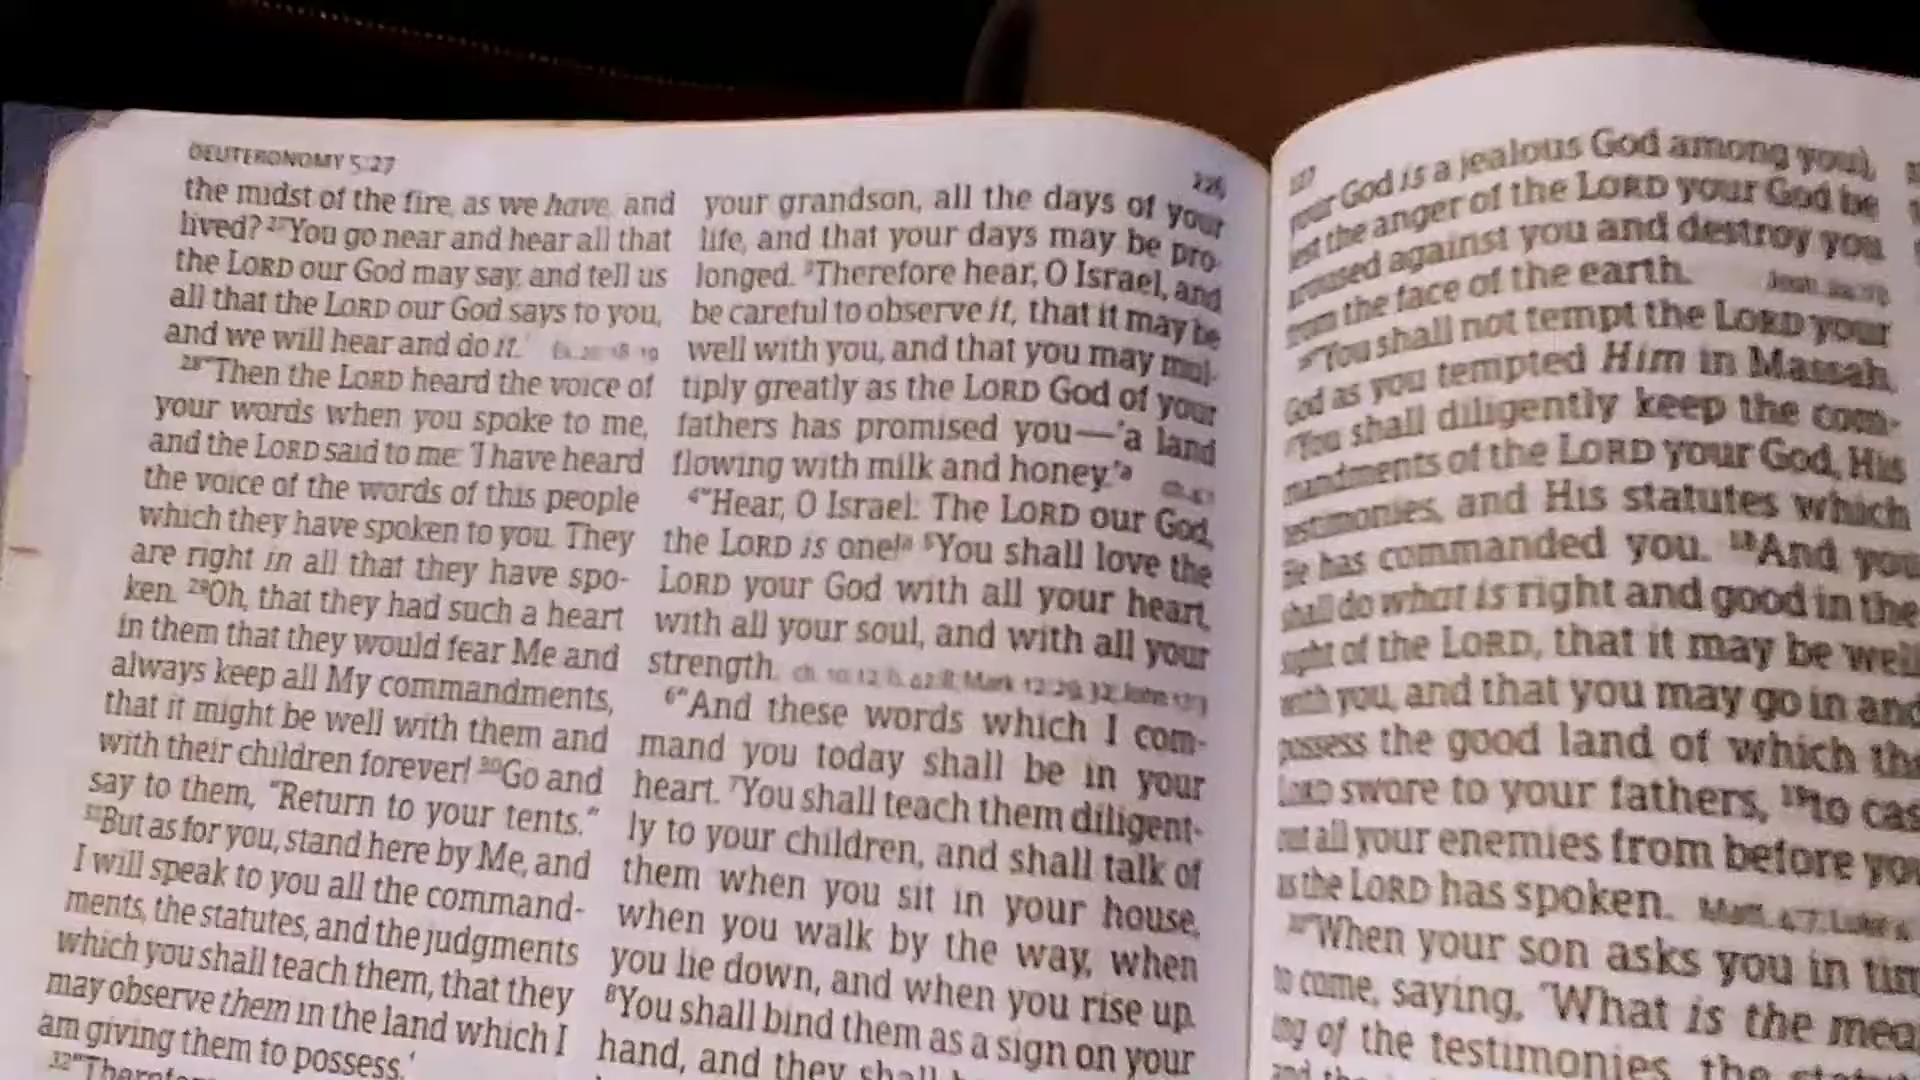 DEUTERONOMY 5:27
the midst of the fire, as we have, and
lived? 27You go near and hear all that
the LORD our God may say, and tell us
all that the LORD our God says to you,
and we will hear and do it.'
28"Then the LORD heard the voice of
your words when you spoke to me,
and the LORD said to me: 'I have heard
the voice of the words of this people
which they have spoken to you. They
are right in all that they have spo-
ken. 29Oh, that they had such a heart
in them that they would fear Me and
always keep all My commandments,
that it might be well with them and
with their children forever! 30Go and
say to them, "Return to your tents."
31But as for you, stand here by Me, and
I will speak to you all the command-
ments, the statutes, and the judgments
which you shall teach them, that they
may observe them in the land which I
am giving them to possess.'
32"Therefore
226
your grandson, all the days of your
life, and that your days may be pro-
longed. 3Therefore hear, O Israel, and
be careful to observe it, that it may be
well with you, and that you may mul-
tiply greatly as the LORD God of your
fathers has promised you—'a land
flowing with milk and honey.'a
4"Hear, O Israel: The LORD our God,
the LORD is one!a 5You shall love the
LORD your God with all your heart,
with all your soul, and with all your
strength. ch. 10:12
6"And these words which I com-
mand you today shall be in your
heart. 7You shall teach them diligent-
ly to your children, and shall talk of
them when you sit in your house,
when you walk by the way, when
you lie down, and when you rise up.
8You shall bind them as a sign on your
hand, and they shall
227
your God is a jealous God among you),
lest the anger of the LORD your God be
aroused against you and destroy you
from the face of the earth.
16"You shall not tempt the LORD your
God as you tempted Him in Massah.
17You shall diligently keep the com-
mandments of the LORD your God, His
testimonies, and His statutes which
He has commanded you. 18And you
shall do what is right and good in the
sight of the LORD, that it may be well
with you, and that you may go in and
possess the good land of which the
LORD swore to your fathers, 19to cas
out all your enemies from before you
as the LORD has spoken.
20"When your son asks you in tim
to come, saying, 'What is the mea
ing of the testimonies, the
and the